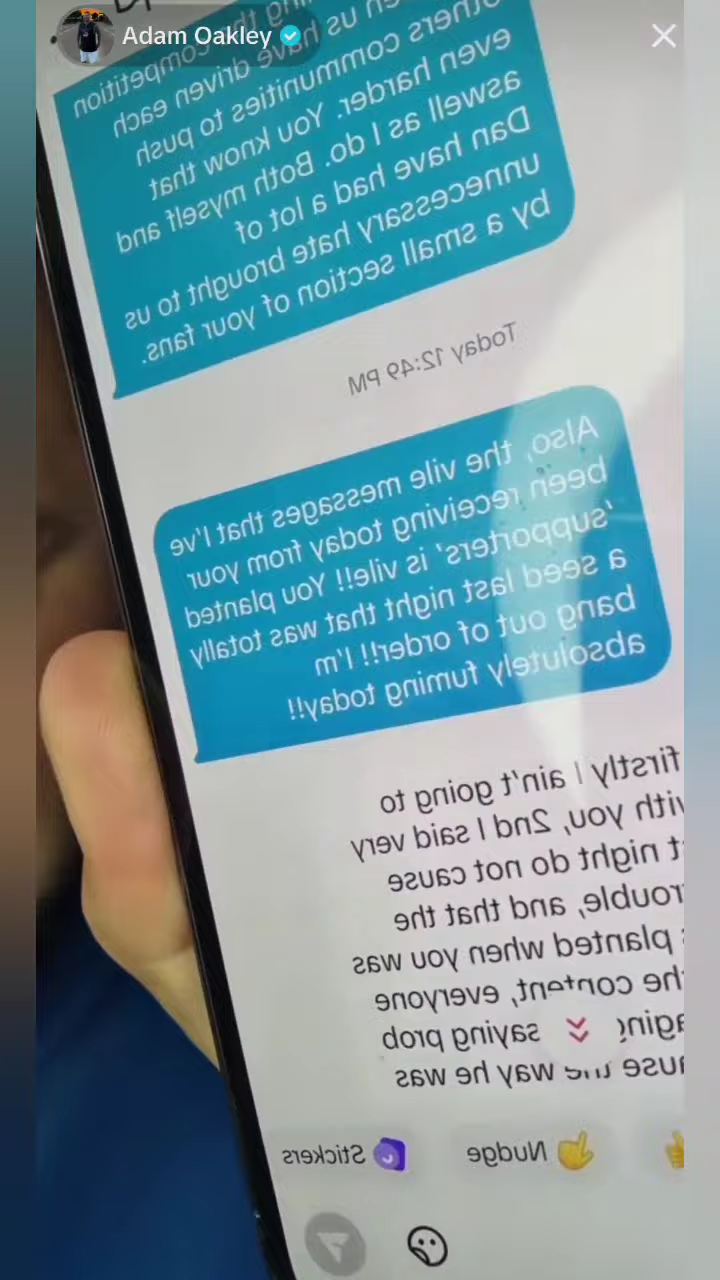 Adam Oakley
others
even us have driven each
communities to push
even harder. You know that
aswell as I do. Both myself and
Dan have had a lot of
unnecessary hate brought to us
by a small section of your fans.
Today 12:49 PM
Also, the vile messages that I've
been receiving today from your
'supporters' is vile!! You planted
a seed last night that was totally
bang out of order!! I'm
absolutely fuming today!!
firstly I ain't going to
with you, 2nd I said very
night do not cause
and that the
planted when you was
content, everyone
saying prob
way he was
Nudge
Stickers